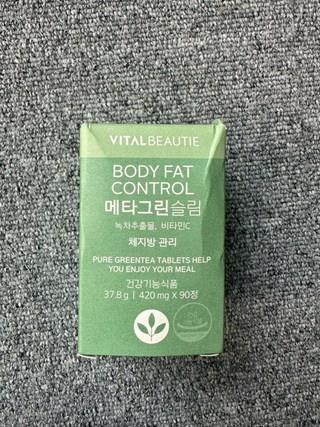 VITALBEAUTIE
BODY FAT
CONTROL
메타그린슬림
녹차추출물, 비타민C
체지방 관리
PURE GREENTEA TABLETS HELP
YOU ENJOY YOUR MEAL
건강기능식품
37.8 g | 420 mg X 90정